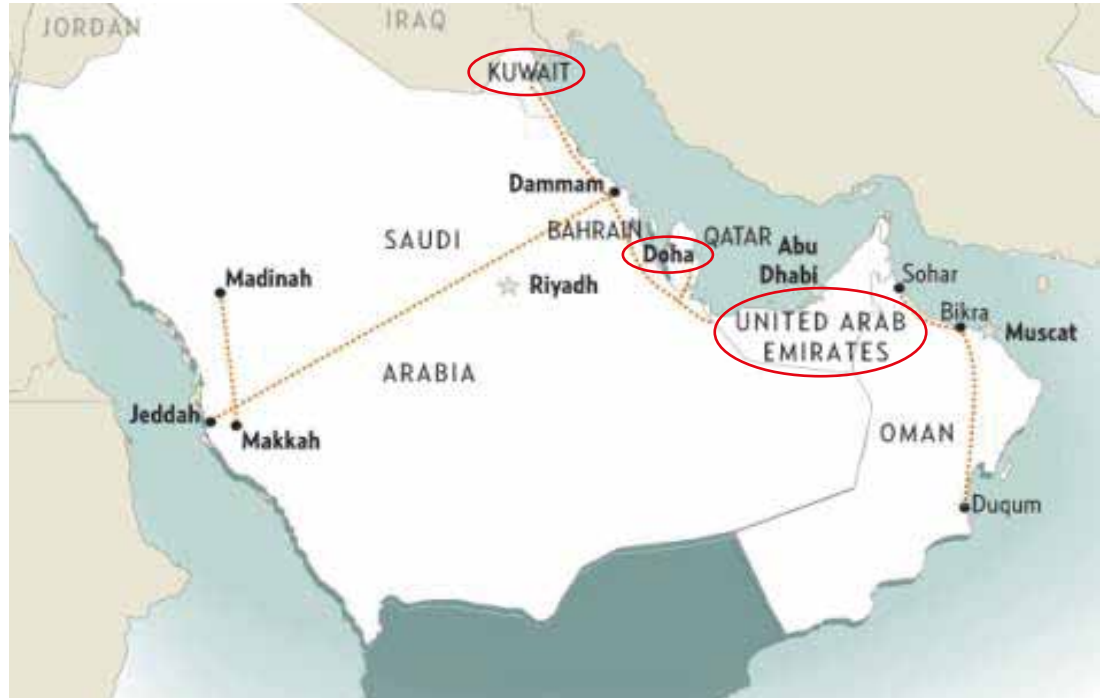 JORDAN
IRAQ
KUWAIT
Dammam
BAHRAIN
QATAR
Doha
Abu
Dhabi
SAUDI
Madinah
Riyadh
Sohar
Bikra
Muscat
UNITED ARAB
EMIRATES
ARABIA
Jeddah
Makkah
OMAN
Duqum